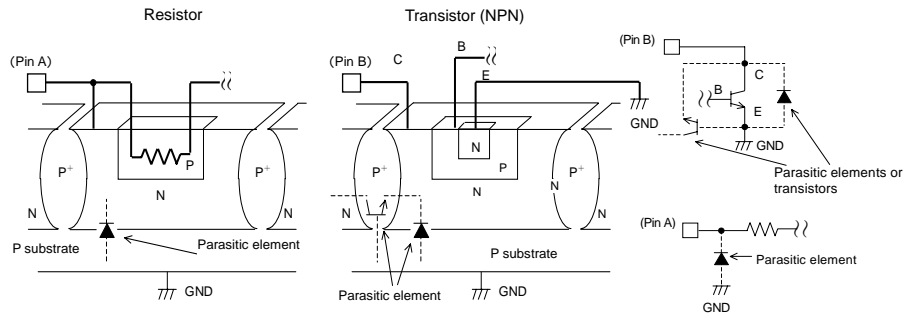 Resistor
(Pin A)
P+
P
P+
N
N
N
P substrate
Parasitic element
GND
Transistor (NPN)
(Pin B)
C
B
E
GND
P+
N
P
P+
N
N
N
N
P substrate
Parasitic element
GND
(Pin B)
C
B
E
GND
Parasitic elements or
transistors
(Pin A)
Parasitic element
GND